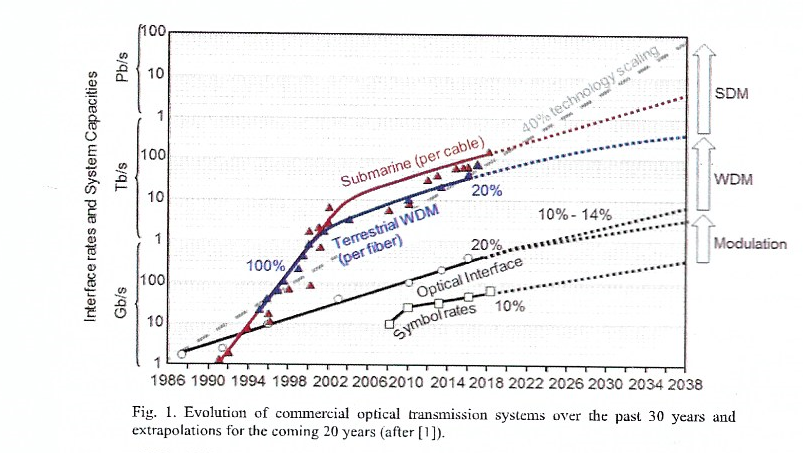 Interface rates and System Capacities
Pb/s
Tb/s
Gb/s
100
10
1
100
10
1
100
10
1
1986 1990 1994 1998 2002 2006 2010 2014 2018 2022 2026 2030 2034 2038
40% technology scaling
Submarine (per cable)
20%
Terrestrial WDM
(per fiber)
100%
10% - 14%
20%
Optical Interface
Symbol rates
10%
SDM
WDM
Modulation
Fig. 1. Evolution of commercial optical transmission systems over the past 30 years and
extrapolations for the coming 20 years (after [1]).